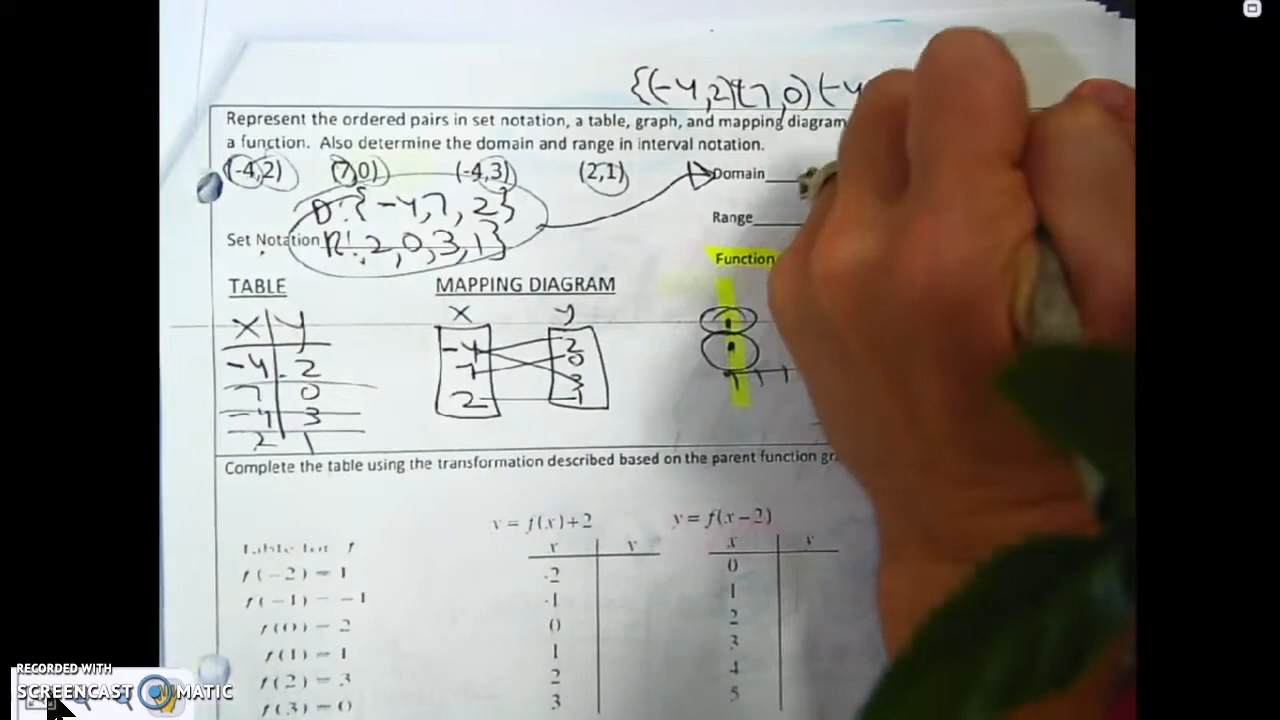 {(-4,2)(7,0)(-4
Represent the ordered pairs in set notation, a table, graph, and mapping diagram
a function. Also determine the domain and range in interval notation.
(-4,2) (7,0) (-4,3) (2,1) Domain
D:{-4,7,2}
Range
Set Notation R:,2,0,3,1}
Function
TABLE MAPPING DIAGRAM
x y x y
-4 2 -4 2
7 0 7 0
-4 3 3
2 1 2 1
Complete the table using the transformation described based on the parent function gr
y = f(x)+2 y = f(x-2)
Table for f x y x y
f(-2) = 1 -2 0
f(-1) = -1 -1 1
f(0) = 2 0 2
f(1) = 1 1 3
f(2) = 3 2 4
f(3) = 0 3 5
RECORDED WITH
SCREENCAST MATIC